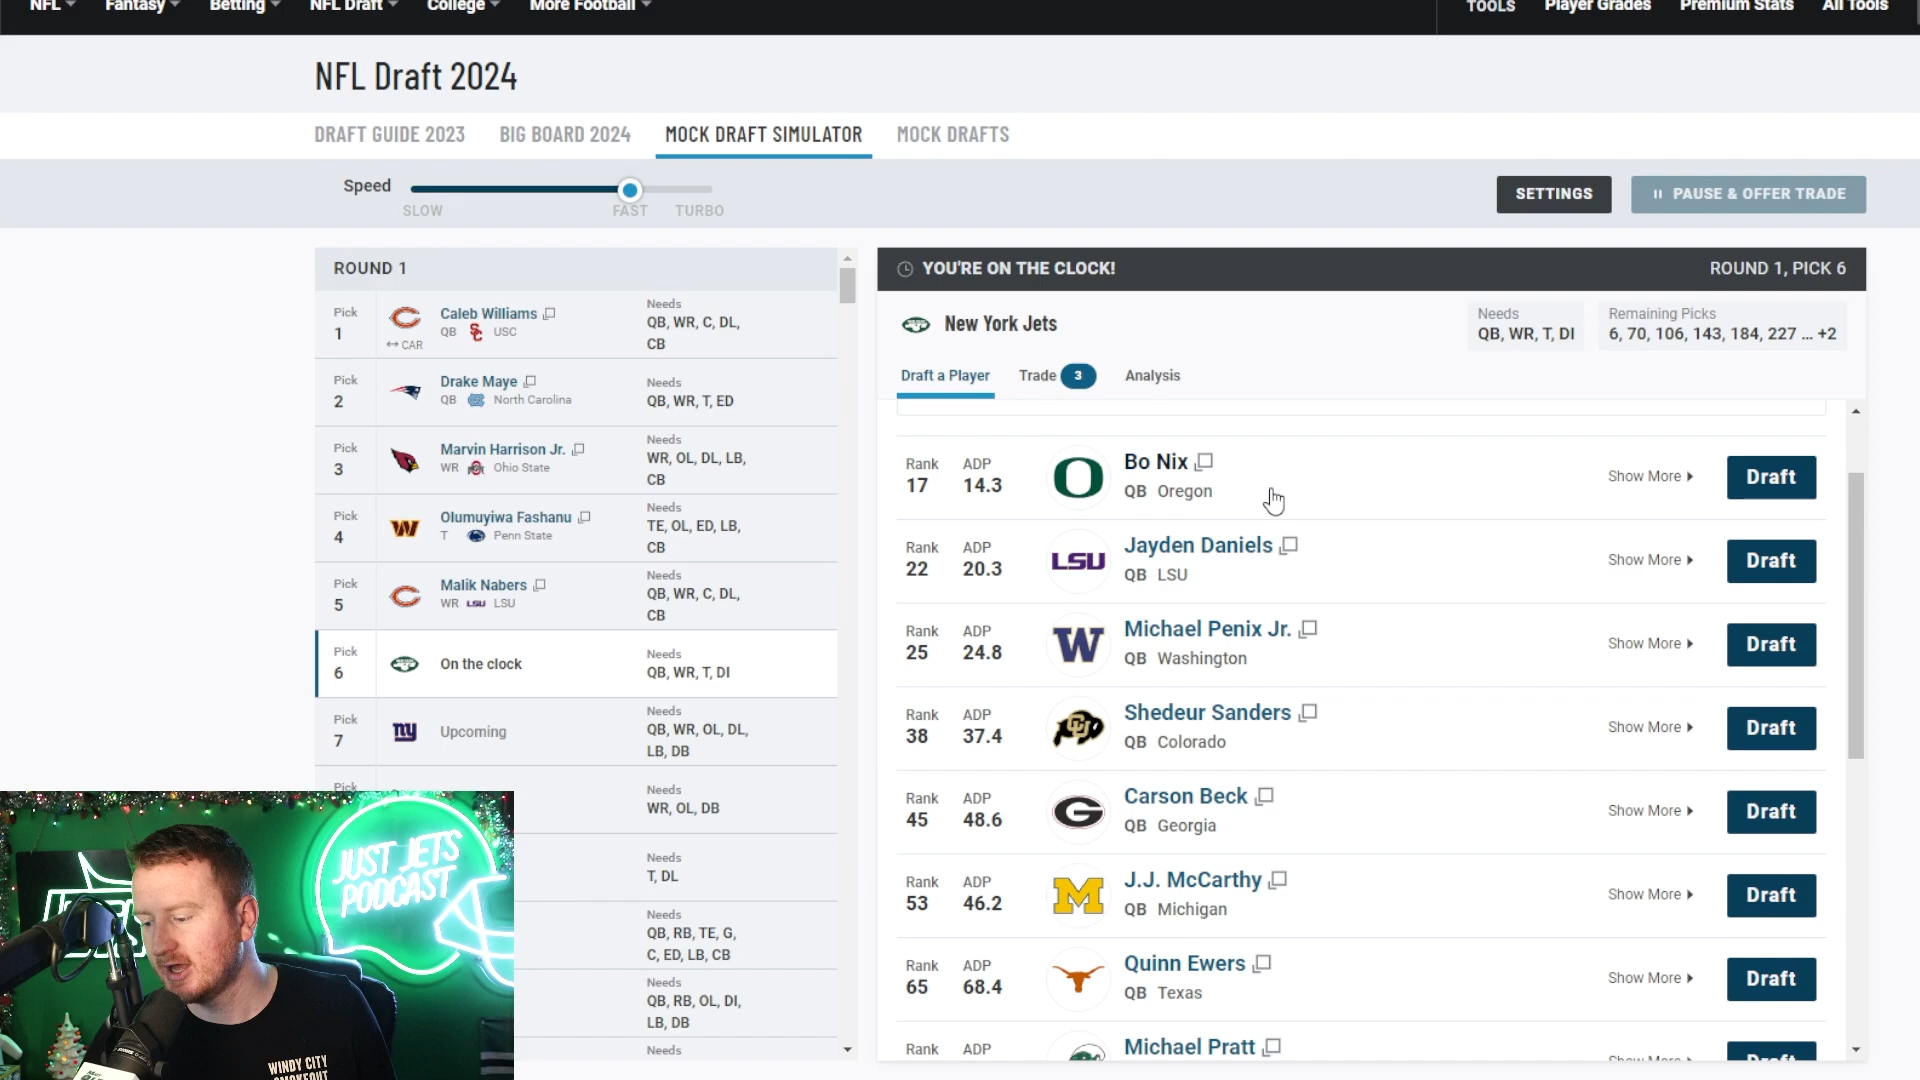 NFL Fantasy Betting NFL Draft College More Football TOOLS Player Grades Premium Stats All Tools
NFL Draft 2024
DRAFT GUIDE 2023 BIG BOARD 2024 MOCK DRAFT SIMULATOR MOCK DRAFTS
Speed
SLOW FAST TURBO
SETTINGS
PAUSE & OFFER TRADE
ROUND 1
Pick 1
CAR
Caleb Williams
QB USC
Needs
QB, WR, C, DL,
CB
Pick 2
Drake Maye
QB North Carolina
Needs
QB, WR, T, ED
Pick 3
Marvin Harrison Jr.
WR Ohio State
Needs
WR, OL, DL, LB,
CB
Pick 4
W
Olumuyiwa Fashanu
T Penn State
Needs
TE, OL, ED, LB,
CB
Pick 5
Malik Nabers
WR LSU LSU
Needs
QB, WR, C, DL,
CB
Pick 6
On the clock
Needs
QB, WR, T, DI
Pick 7
ny
Upcoming
Needs
QB, WR, OL, DL,
LB, DB
Pick
Needs
WR, OL, DB
Needs
T, DL
Needs
QB, RB, TE, G,
C, ED, LB, CB
Needs
QB, RB, OL, DI,
LB, DB
Needs
YOU'RE ON THE CLOCK! ROUND 1, PICK 6
New York Jets
Needs
QB, WR, T, DI
Remaining Picks
6, 70, 106, 143, 184, 227 ... +2
Draft a Player Trade 3 Analysis
Rank 17 ADP 14.3
O
Bo Nix
QB Oregon
Show More Draft
Rank 22 ADP 20.3
LSU
Jayden Daniels
QB LSU
Show More Draft
Rank 25 ADP 24.8
W
Michael Penix Jr.
QB Washington
Show More Draft
Rank 38 ADP 37.4
CU
Shedeur Sanders
QB Colorado
Show More Draft
Rank 45 ADP 48.6
G
Carson Beck
QB Georgia
Show More Draft
Rank 53 ADP 46.2
M
J.J. McCarthy
QB Michigan
Show More Draft
Rank 65 ADP 68.4
Quinn Ewers
QB Texas
Show More Draft
Rank ADP
Michael Pratt
Show More Draft
JUST JETS
PODCAST
WINDY CITY
SMOKEOUT